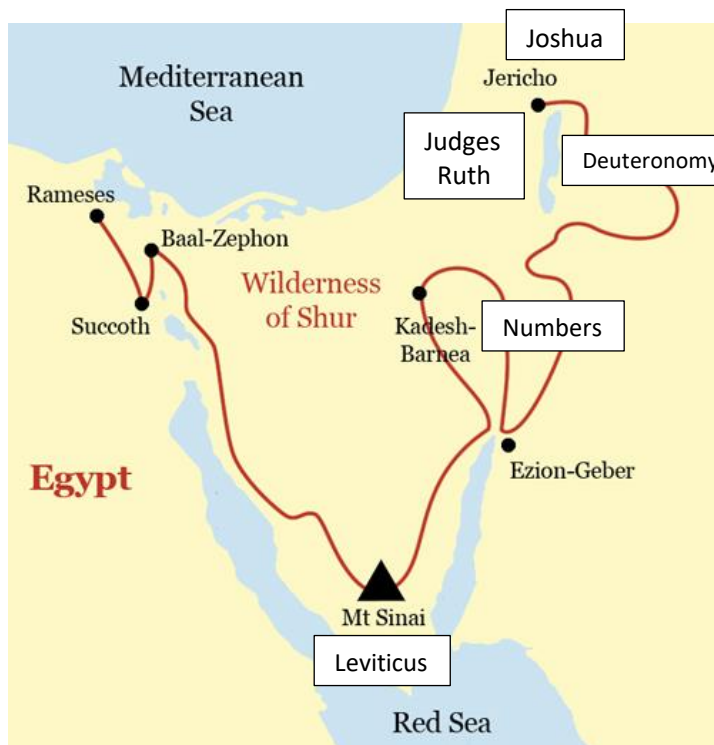 Joshua
Mediterranean
Sea
Jericho
Judges
Ruth
Deuteronomy
Rameses
Baal-Zephon
Wilderness
of Shur
Succoth
Kadesh-
Barnea
Numbers
Egypt
Ezion-Geber
Mt Sinai
Leviticus
Red Sea